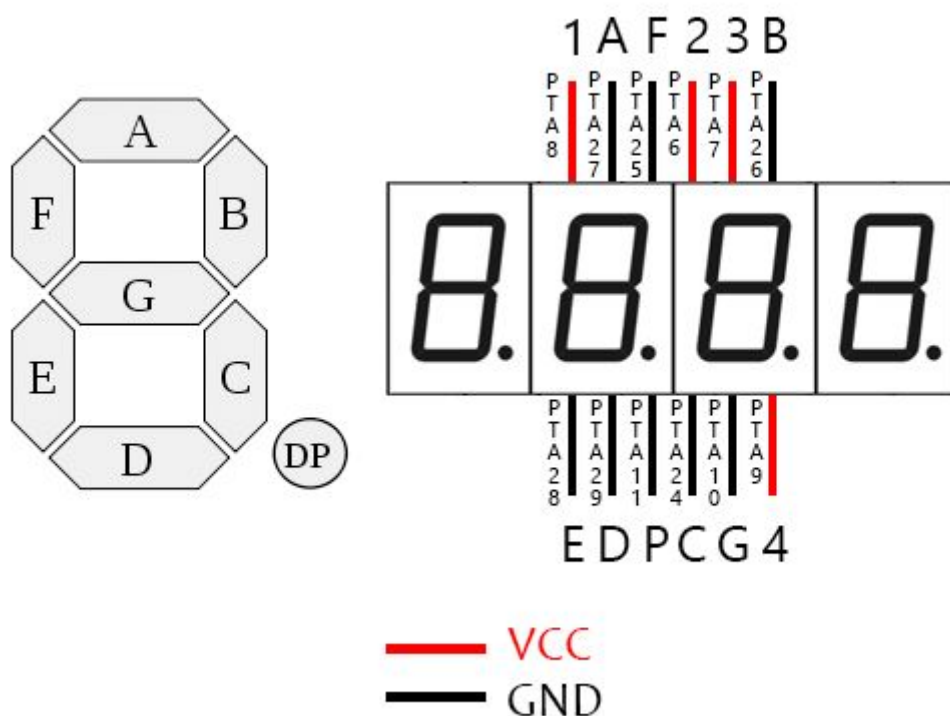 1 A F 2 3 B
PTA8 PTA27 PTA25 PTA6 PTA7 PTA26
A
F B
G
E C
D DP
PTA28 PTA29 PTA11 PTA24 PTA10 PTA9
E D P C G 4
VCC
GND